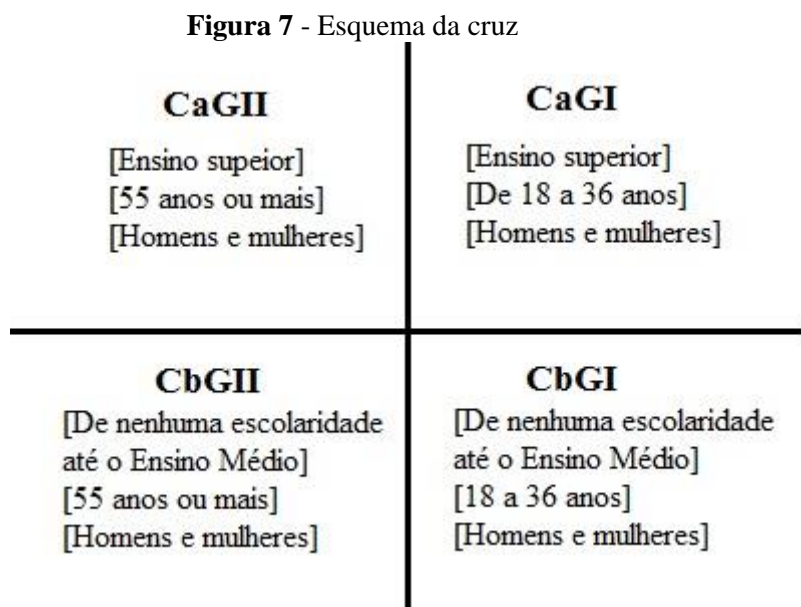 Figura 7 - Esquema da cruz
CaGII
[Ensino supeior]
[55 anos ou mais]
[Homens e mulheres]
CaGI
[Ensino superior]
[De 18 a 36 anos]
[Homens e mulheres]
CbGII
[De nenhuma escolaridade
até o Ensino Médio]
[55 anos ou mais]
[Homens e mulheres]
CbGI
[De nenhuma escolaridade
até o Ensino Médio]
[18 a 36 anos]
[Homens e mulheres]